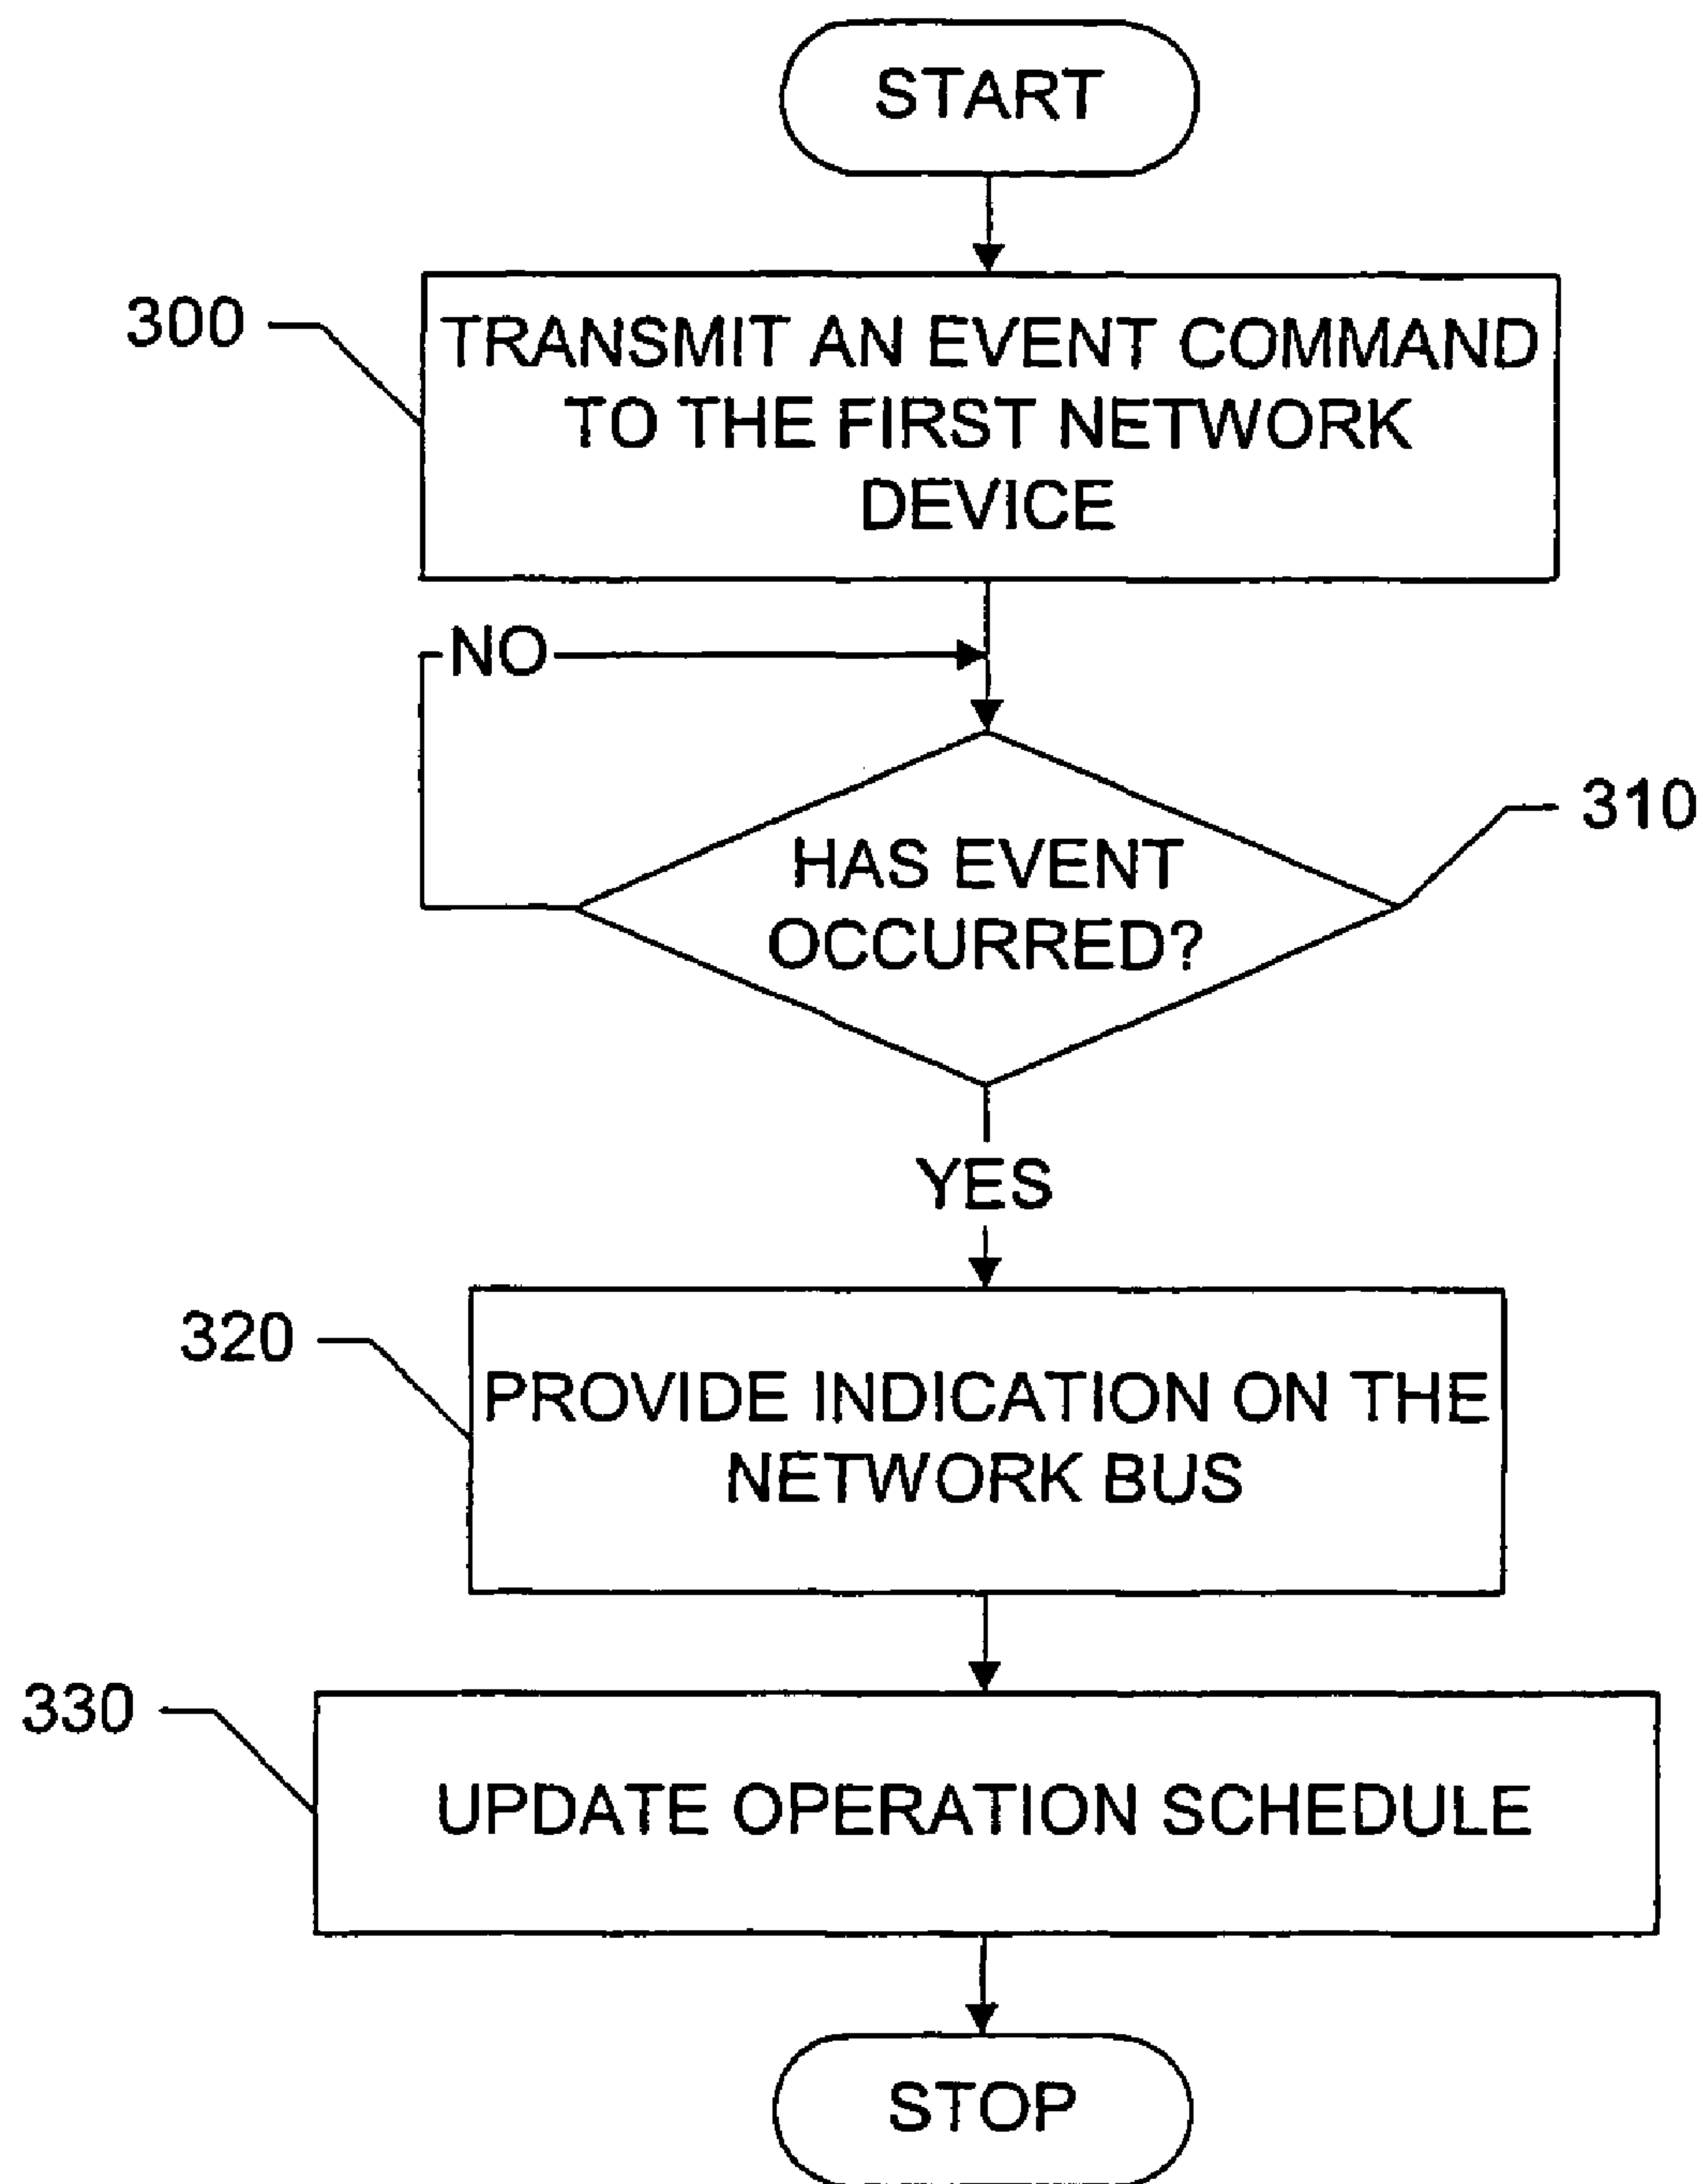 START
300
TRANSMIT AN EVENT COMMAND
TO THE FIRST NETWORK
DEVICE
NO
310
HAS EVENT
OCCURRED?
YES
320
PROVIDE INDICATION ON THE
NETWORK BUS
330
UPDATE OPERATION SCHEDULE
STOP